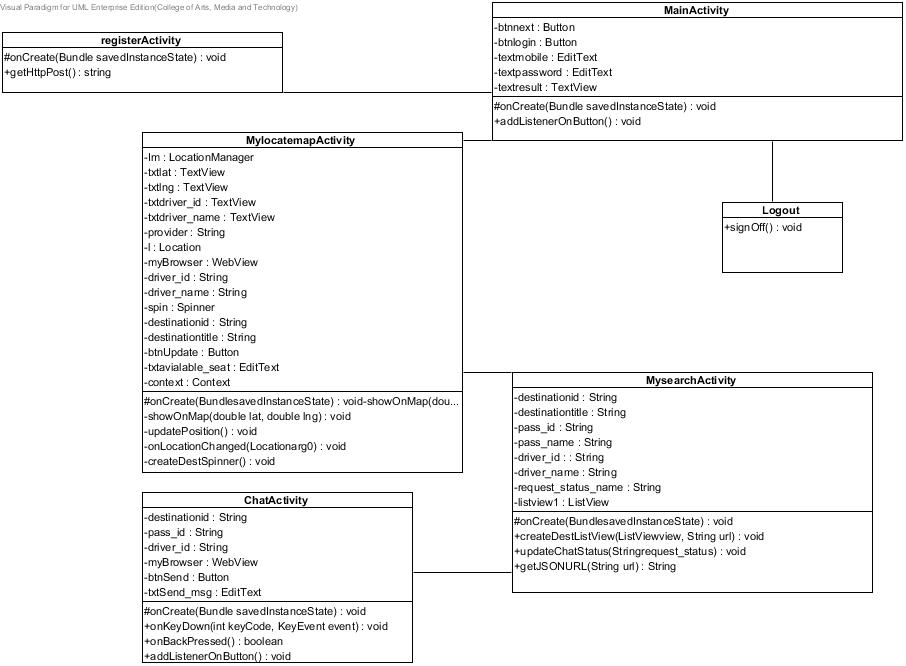 Visual Paradigm for UML Enterprise Edition(College of Arts, Media and Technology)
registerActivity
#onCreate(Bundle savedInstanceState) : void
+getHttpPost() : string
MainActivity
-btnnext : Button
-btnlogin : Button
-textmobile : EditText
-textpassword : EditText
-textresult : TextView
#onCreate(Bundle savedInstanceState) : void
+addListenerOnButton() : void
MylocatemapActivity
-lm : LocationManager
-txtlat : TextView
-txtlng : TextView
-txtdriver_id : TextView
-txtdriver_name : TextView
-provider : String
-l : Location
-myBrowser : WebView
-driver_id : String
-driver_name : String
-spin : Spinner
-destinationid : String
-destinationtitle : String
-btnUpdate : Button
-txtavialable_seat : EditText
-context : Context
#onCreate(BundlesavedInstanceState) : void-showOnMap(dou...
-showOnMap(double lat, double lng) : void
-updatePosition() : void
-onLocationChanged(Locationarg0) : void
-createDestSpinner() : void
Logout
+signOff() : void
MysearchActivity
-destinationid : String
-destinationtitle : String
-pass_id : String
-pass_name : String
-driver_id : : String
-driver_name : String
-request_status_name : String
-listview1 : ListView
#onCreate(BundlesavedInstanceState) : void
+createDestListView(ListViewview, String url) : void
+updateChatStatus(Stringrequest_status) : void
+getJSONURL(String url) : String
ChatActivity
-destinationid : String
-pass_id : String
-driver_id : String
-myBrowser : WebView
-btnSend : Button
-txtSend_msg : EditText
#onCreate(Bundle savedInstanceState) : void
+onKeyDown(int keyCode, KeyEvent event) : void
+onBackPressed() : boolean
+addListenerOnButton() : void